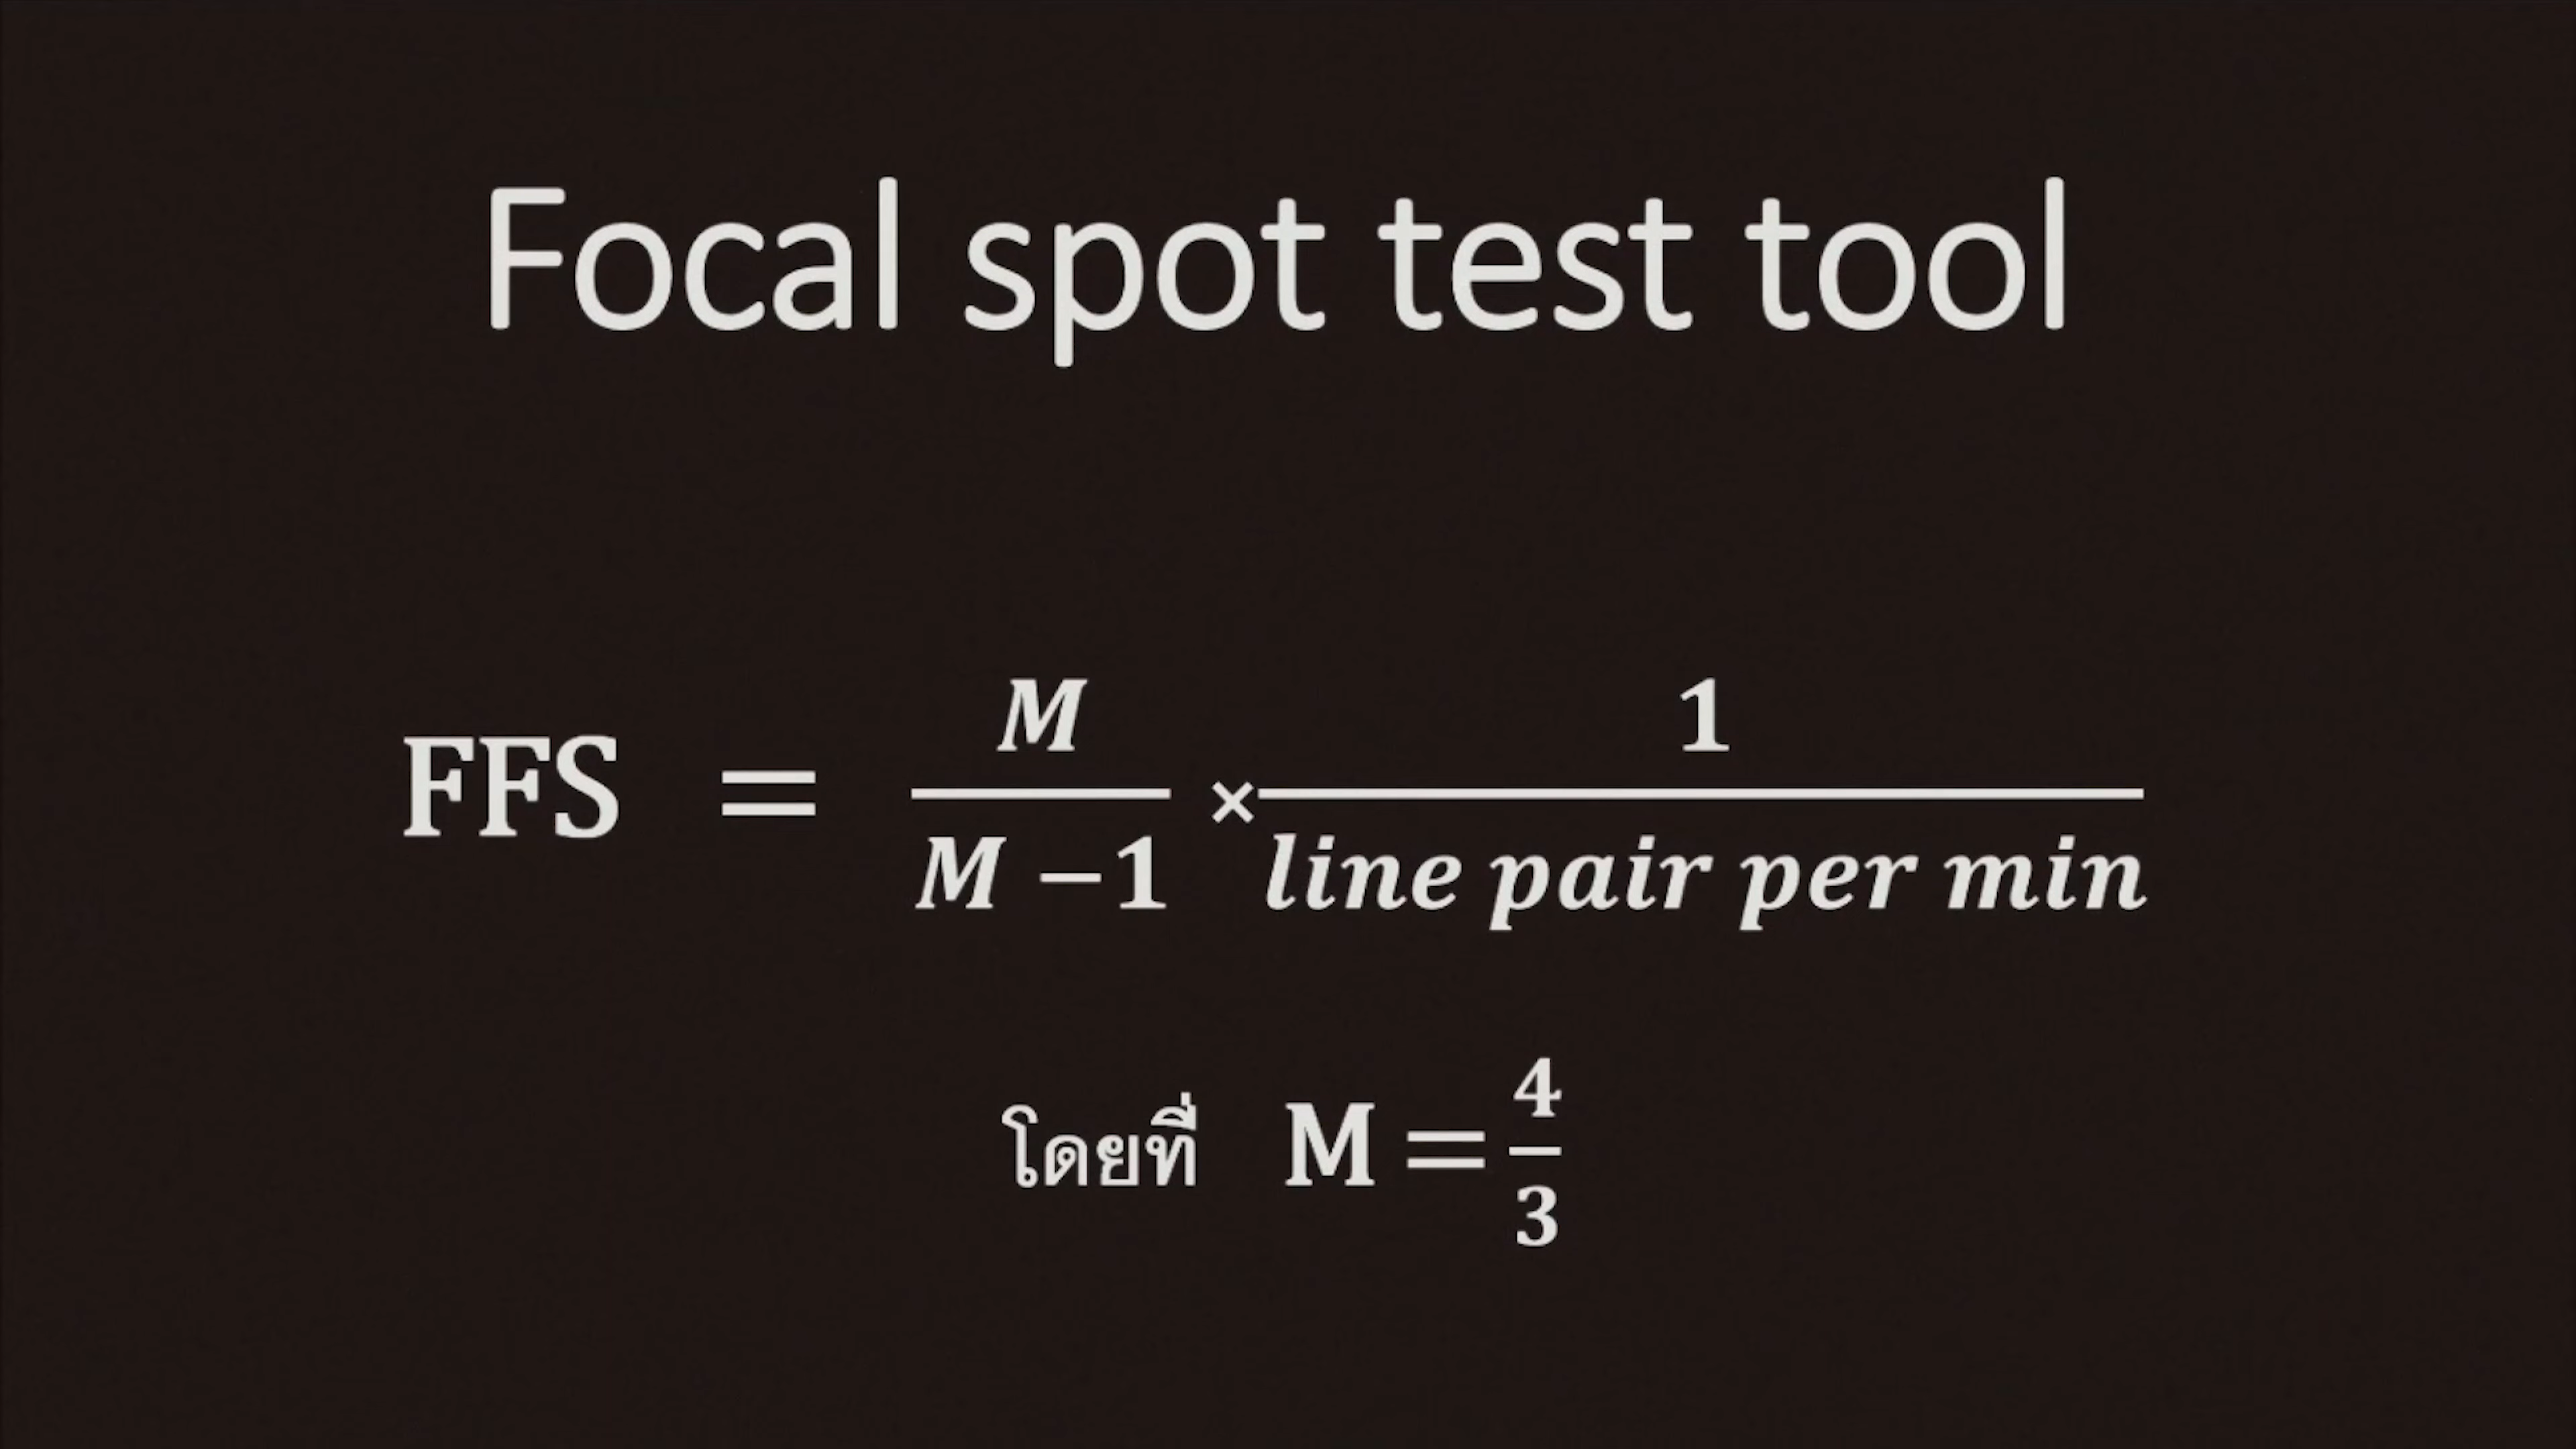 Focal spot test tool
FFS = M / M −1 × 1 / line pair per min
โดยที่ M = 4 / 3